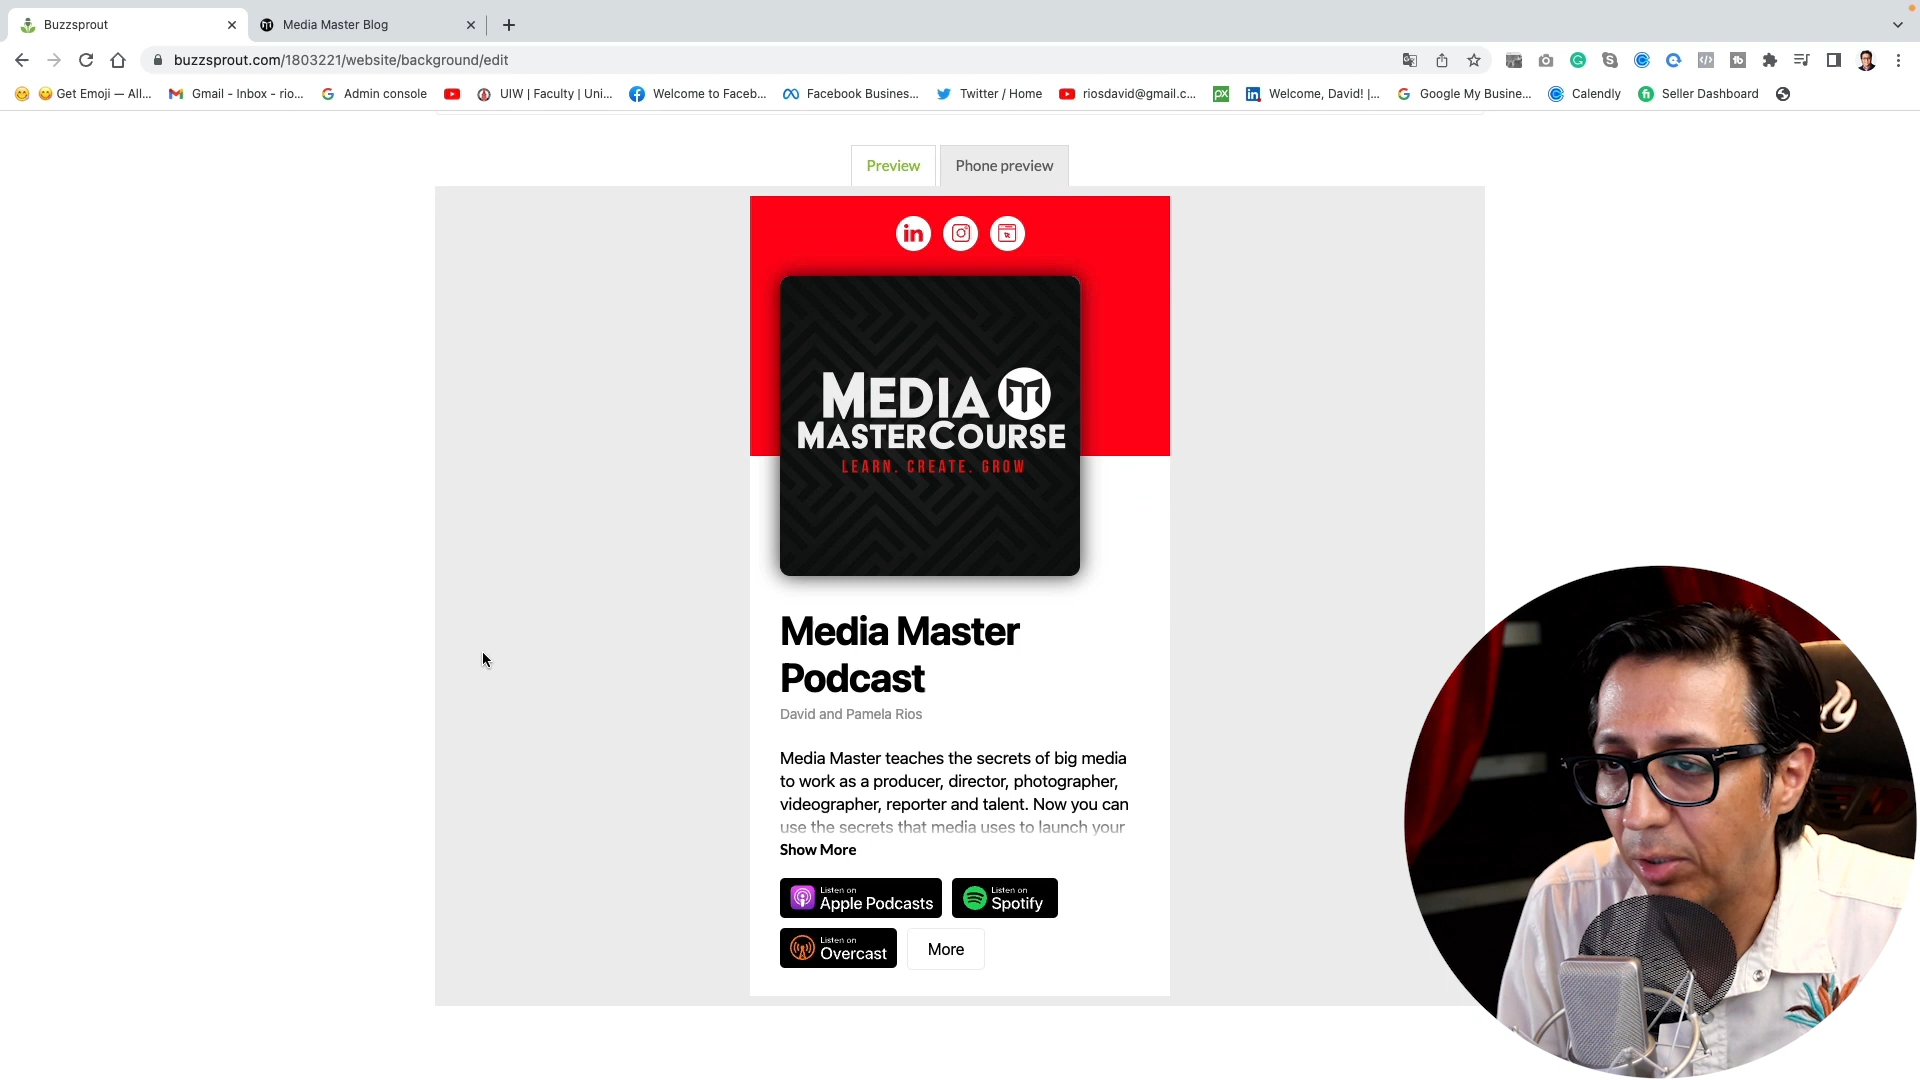 Buzzsprout
Media Master Blog
buzzsprout.com/1803221/website/background/edit
Get Emoji — All...
Gmail - Inbox - rio...
Admin console
UIW | Faculty | Uni...
Welcome to Faceb...
Facebook Business...
Twitter / Home
riosdavid@gmail.c...
Welcome, David! |...
Google My Busine...
Calendly
Seller Dashboard
Preview
Phone preview
in
MEDIA
MASTERCOURSE
LEARN. CREATE. GROW
Media Master
Podcast
David and Pamela Rios
Media Master teaches the secrets of big media
to work as a producer, director, photographer,
videographer, reporter and talent. Now you can
use the secrets that media uses to launch your
Show More
Listen on
Apple Podcasts
Listen on
Spotify
Listen on
Overcast
More